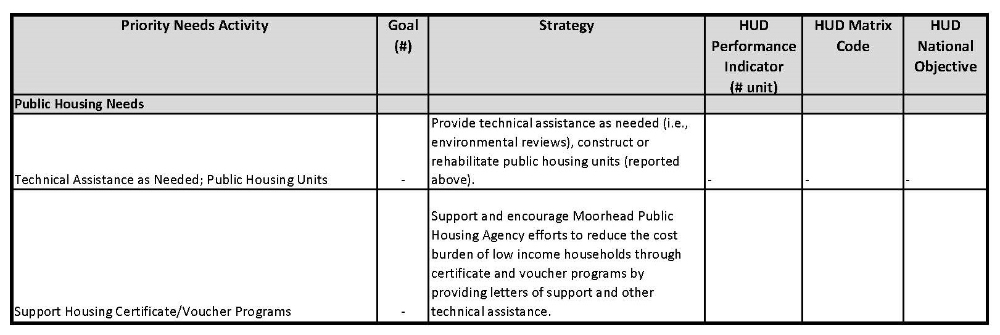 Priority Needs Activity
Goal
(#)
Strategy
HUD
Performance
Indicator
(# unit)
HUD Matrix
Code
HUD
National
Objective
Public Housing Needs
Technical Assistance as Needed; Public Housing Units
-
Provide technical assistance as needed (i.e.,
environmental reviews), construct or
rehabilitate public housing units (reported
above).
-
-
-
Support Housing Certificate/Voucher Programs
-
Support and encourage Moorhead Public
Housing Agency efforts to reduce the cost
burden of low income households through
certificate and voucher programs by
providing letters of support and other
technical assistance.